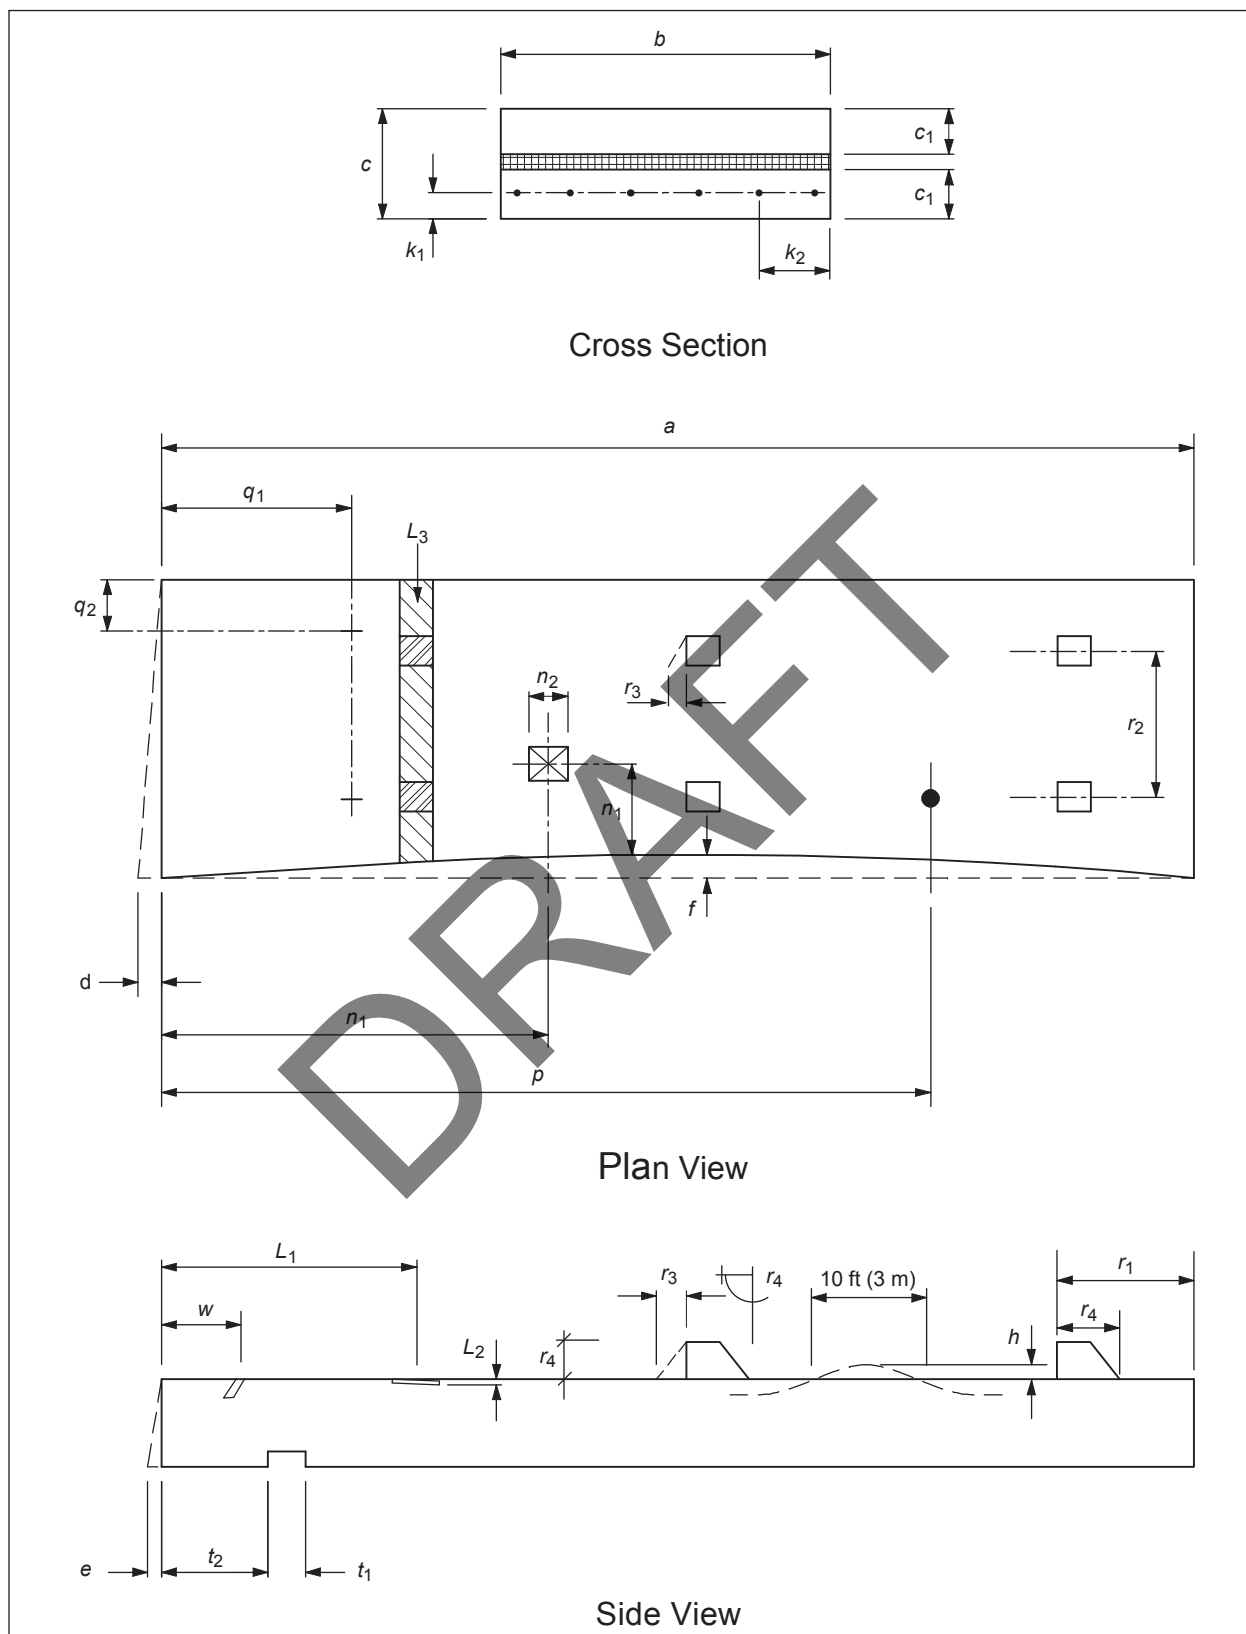 b
c
c1
c1
k1
k2
Cross Section
a
q1
L3
q2
n2
r3
r2
n1
f
d
n1
p
DRAFT
Plan View
L1
r3
r4
10 ft (3 m)
r1
w
L2
r4
h
r4
e
t2
t1
Side View